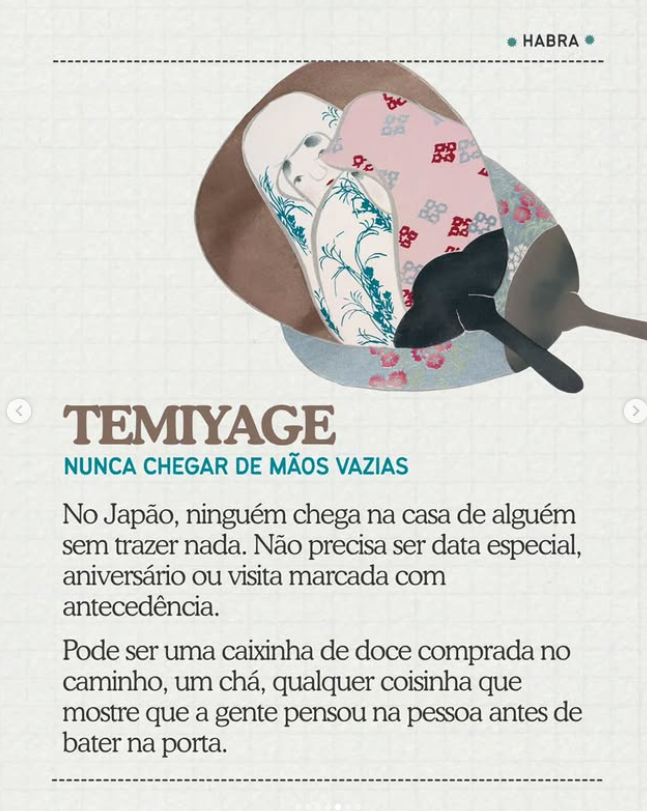 HABRA
TEMIYAGE
NUNCA CHEGAR DE MÃOS VAZIAS
No Japão, ninguém chega na casa de alguém
sem trazer nada. Não precisa ser data especial,
aniversário ou visita marcada com
antecedência.
Pode ser uma caixinha de doce comprada no
caminho, um chá, qualquer coisinha que
mostre que a gente pensou na pessoa antes de
bater na porta.